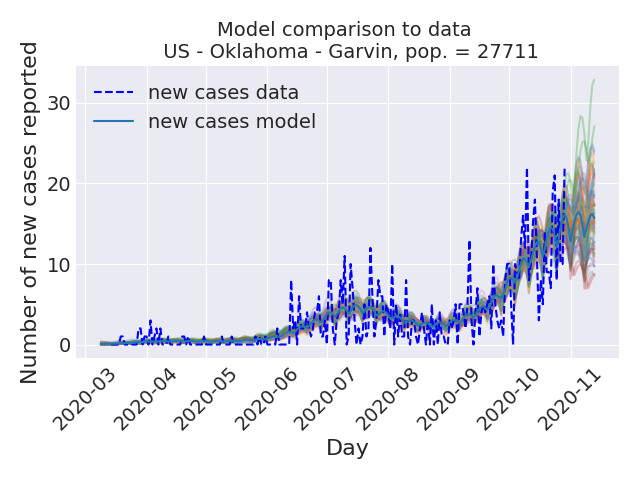 Model comparison to data
US - Oklahoma - Garvin, pop. = 27711
Number of new cases reported
30
20
10
0
new cases data
new cases model
2020-03
2020-04
2020-05
2020-06
2020-07
2020-08
2020-09
2020-10
2020-11
Day